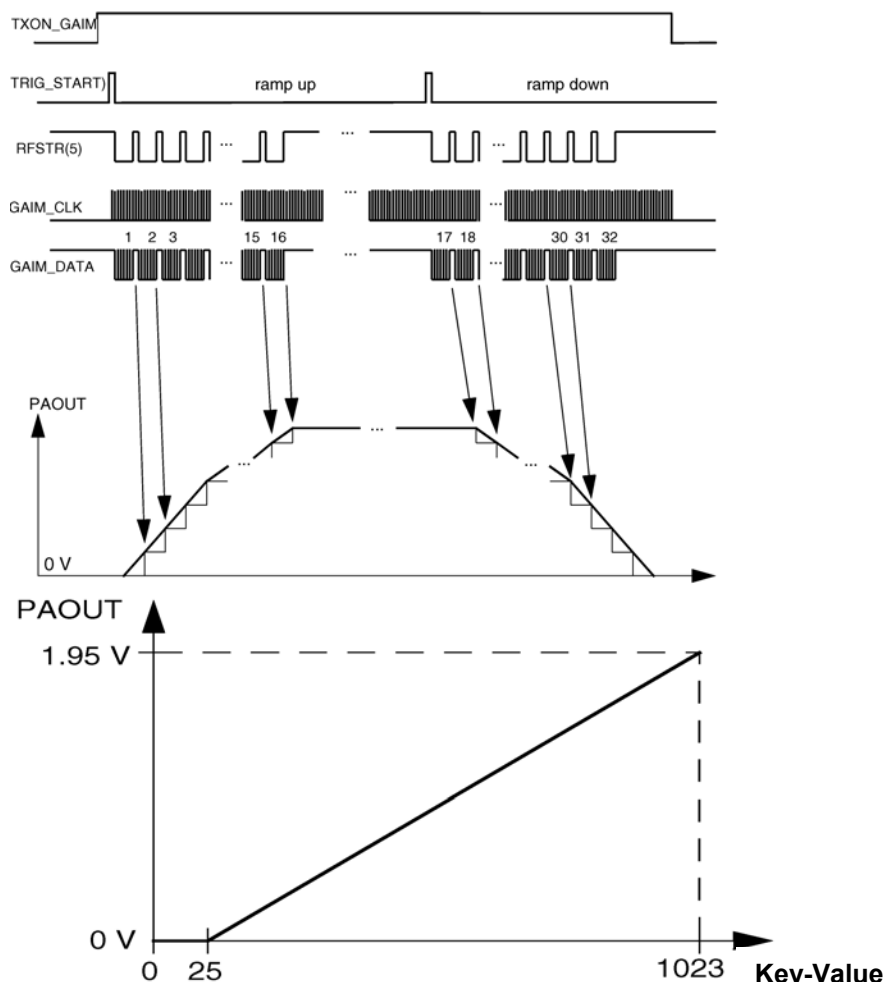 TXON_GAIM
TRIG_START)
ramp up
ramp down
RFSTR(5)
...
...
...
GAIM_CLK
...
...
...
1 2 3 15 16 17 18 30 31 32
GAIM_DATA
...
...
...
PAOUT
...
...
...
0 V
PAOUT
1.95 V
0 V
0 25 1023 Key-Value